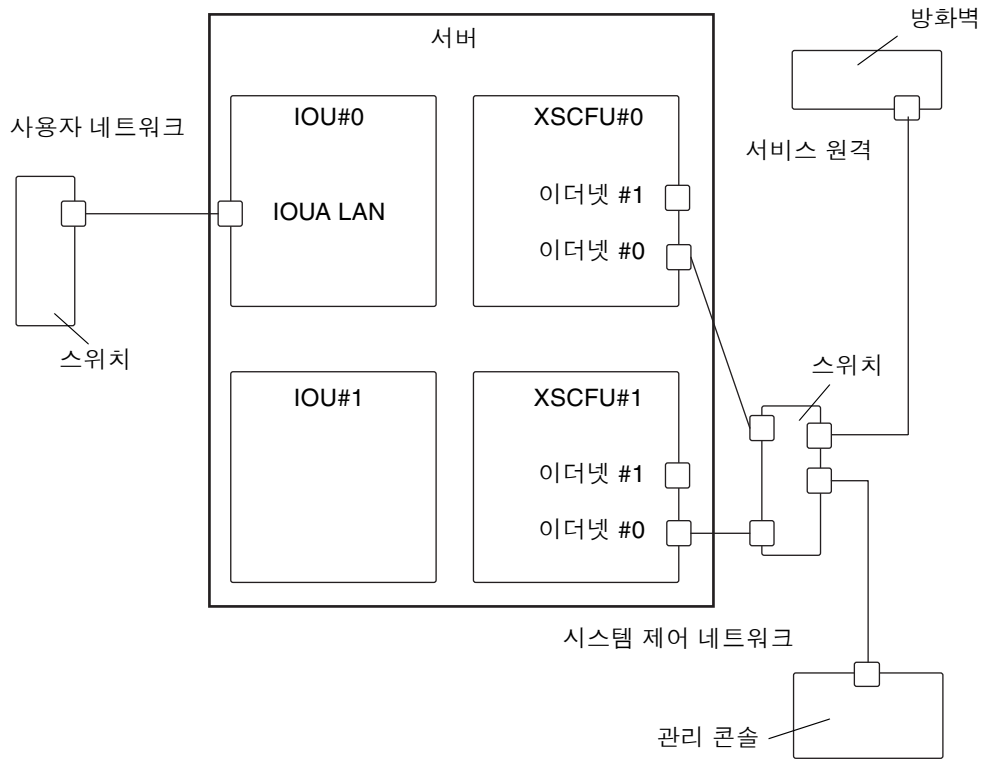 방화벽
서버
사용자 네트워크
IOU#0
XSCFU#0
서비스 원격
이더넷 #1
IOUA LAN
이더넷 #0
스위치
스위치
IOU#1
XSCFU#1
이더넷 #1
이더넷 #0
시스템 제어 네트워크
관리 콘솔